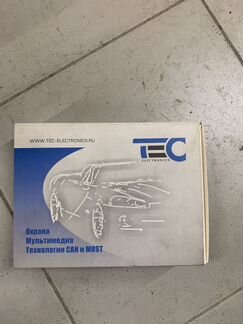 WWW.TEC-ELECTRONICS.RU
TEC
ELECTRONICS
Охрана
Мультимедиа
Технологии CAN и MOST